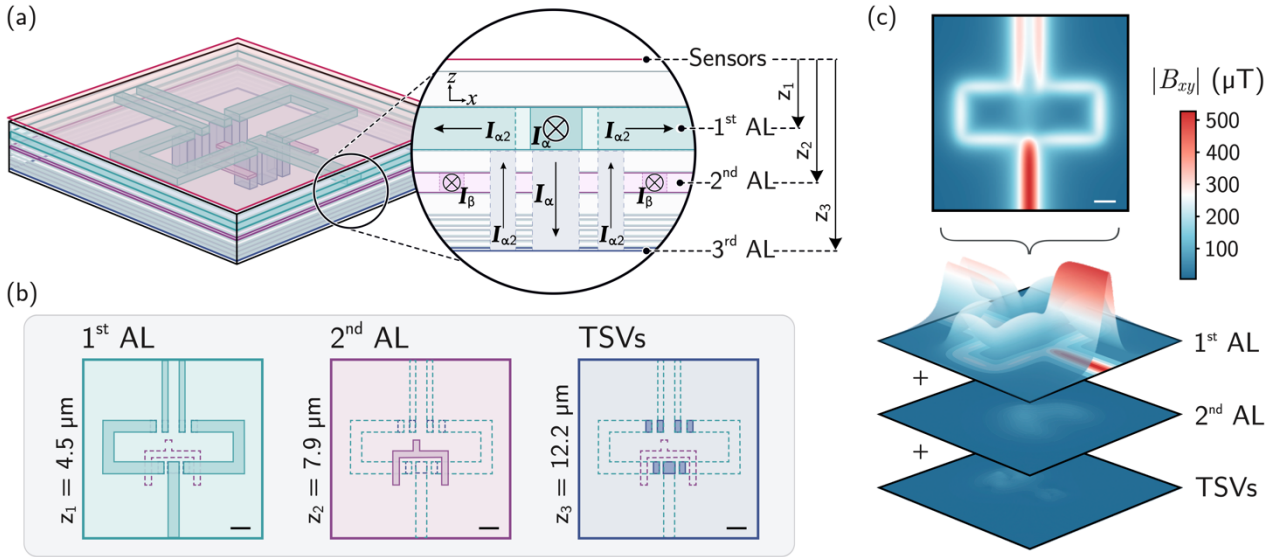 (a)
Sensors
z
x
z₁
1ˢᵗ AL
I_α2
I_α
I_α2
z₂
2ⁿᵈ AL
I_β
I_β
I_α2
I_α
I_α2
z₃
3ʳᵈ AL
(b)
1ˢᵗ AL
2ⁿᵈ AL
TSVs
z₁ = 4.5 µm
z₂ = 7.9 µm
z₃ = 12.2 µm
(c)
|B_xy| (µT)
500
400
300
200
100
1ˢᵗ AL
+
2ⁿᵈ AL
+
TSVs